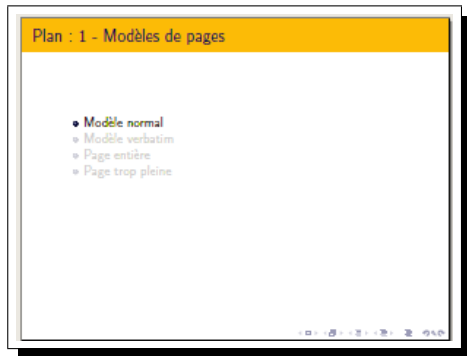 Plan : 1 - Modèles de pages
Modèle normal
Modèle verbatim
Page entière
Page trop pleine